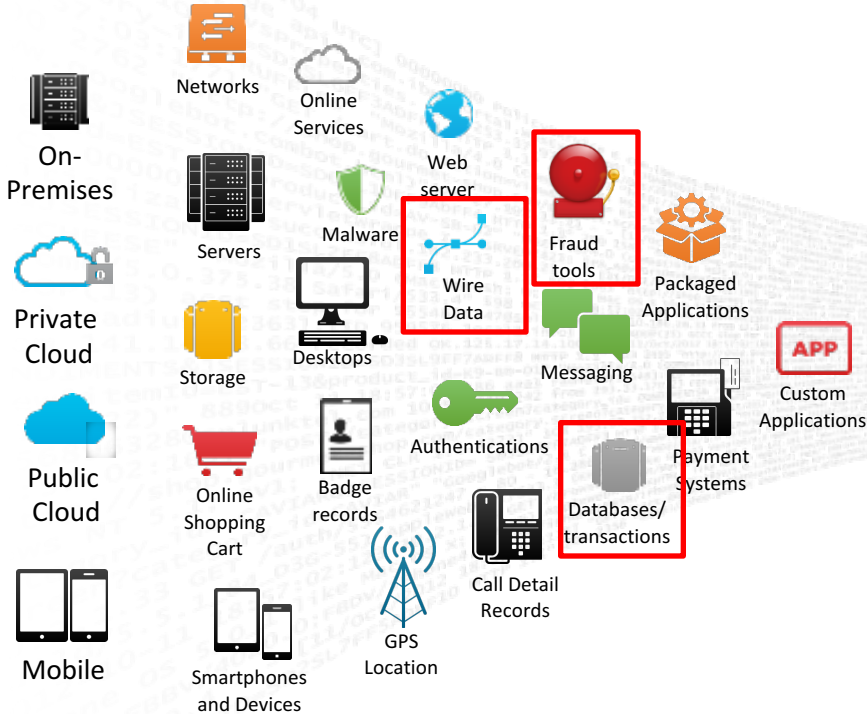 Networks
Online
Services
On-
Premises
Web
server
Servers
Malware
Fraud
tools
Wire
Data
Packaged
Applications
Private
Cloud
Storage
Desktops
Messaging
APP
Custom
Applications
Authentications
Public
Cloud
Online
Shopping
Cart
Badge
records
Payment
Systems
Databases/
transactions
Call Detail
Records
Mobile
Smartphones
and Devices
GPS
Location